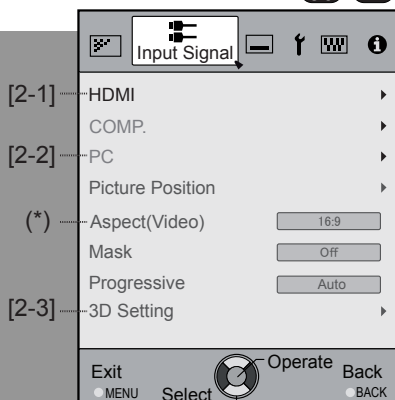 Input Signal
[2-1] HDMI
COMP.
[2-2] PC
Picture Position
(*) Aspect(Video) 16:9
Mask Off
Progressive Auto
[2-3] 3D Setting
Exit Operate Back
MENU Select BACK